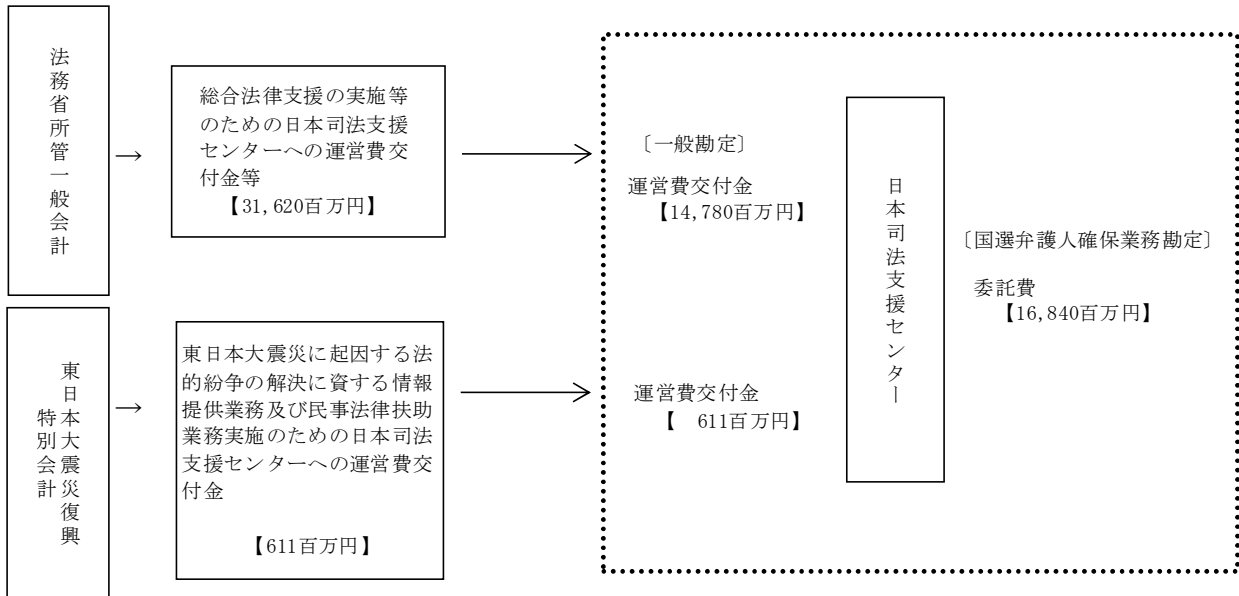 法務省所管一般会計
→
総合法律支援の実施等
のための日本司法支援
センターへの運営費交
付金等
【31,620百万円】
〔一般勘定〕
運営費交付金
【14,780百万円】
日本司法支援センター
〔国選弁護人確保業務勘定〕
委託費
【16,840百万円】
東日本大震災復興
特別会計
→
東日本大震災に起因する法
的紛争の解決に資する情報
提供業務及び民事法律扶助
業務実施のための日本司法
支援センターへの運営費交
付金
【611百万円】
運営費交付金
【　611百万円】